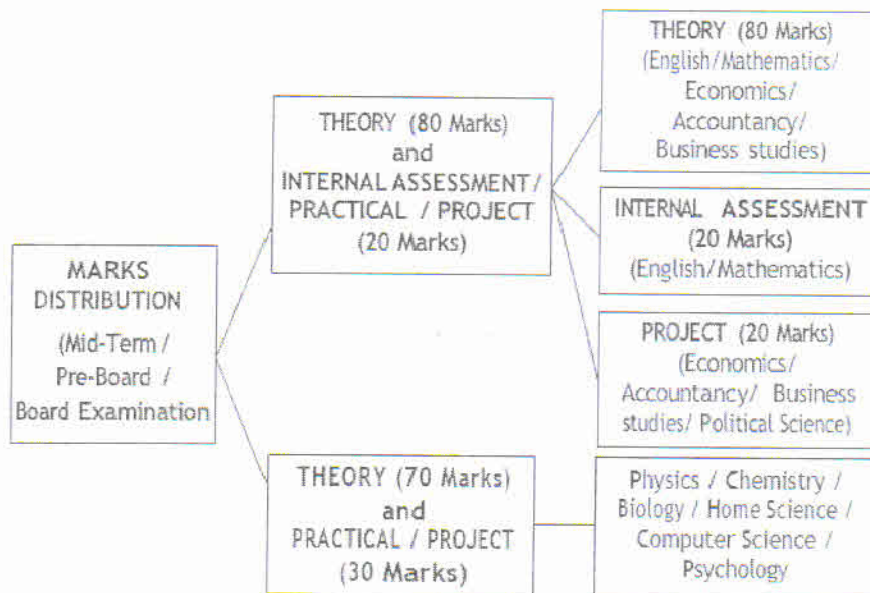 MARKS
DISTRIBUTION
(Mid-Term /
Pre-Board /
Board Examination
THEORY (80 Marks)
and
INTERNAL ASSESSMENT /
PRACTICAL / PROJECT
(20 Marks)
THEORY (70 Marks)
and
PRACTICAL / PROJECT
(30 Marks)
THEORY (80 Marks)
(English/Mathematics/
Economics/
Accountancy/
Business studies)
INTERNAL ASSESSMENT
(20 Marks)
(English/Mathematics)
PROJECT (20 Marks)
(Economics/
Accountancy/ Business
studies/ Political Science)
Physics / Chemistry /
Biology / Home Science /
Computer Science /
Psychology